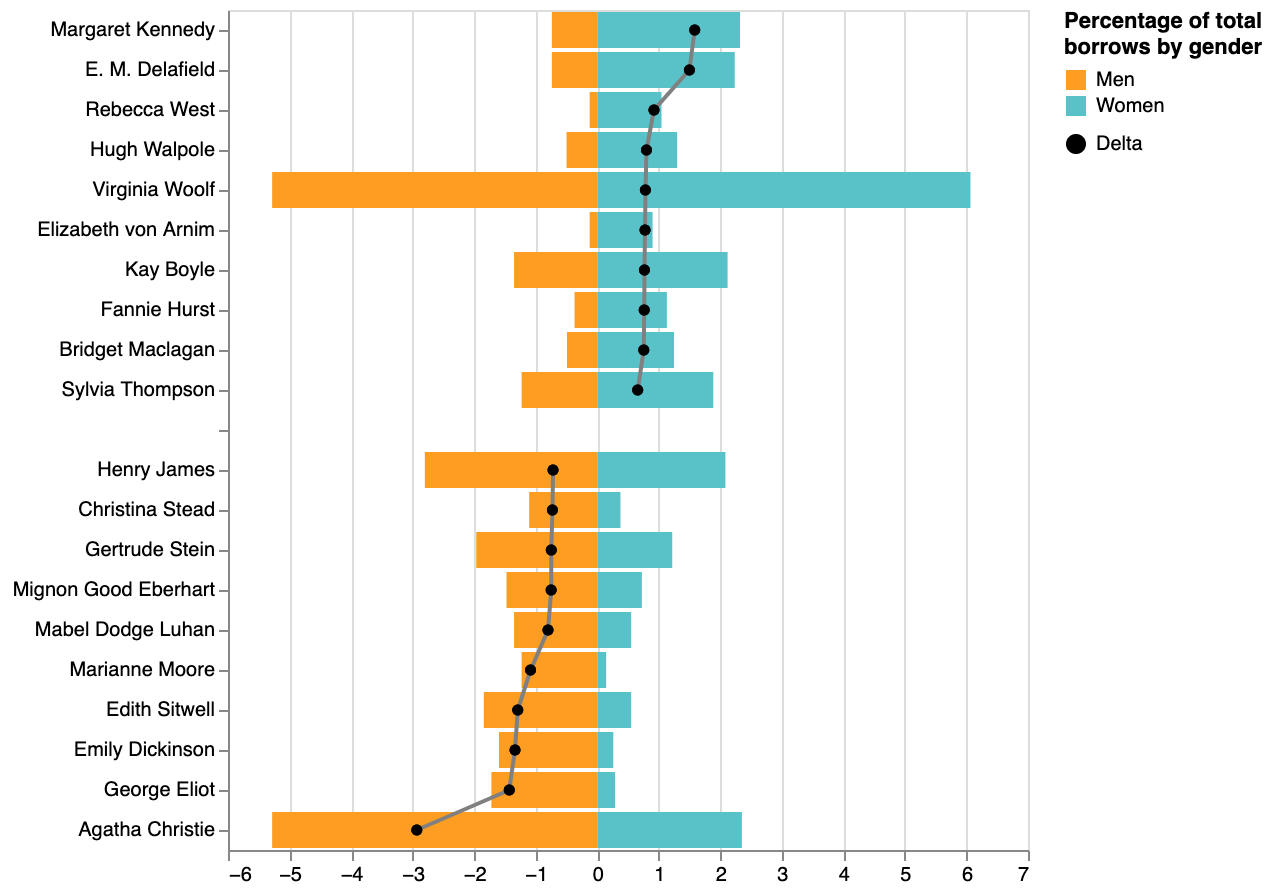 Percentage of total
borrows by gender
Men
Women
Delta
Margaret Kennedy
E. M. Delafield
Rebecca West
Hugh Walpole
Virginia Woolf
Elizabeth von Arnim
Kay Boyle
Fannie Hurst
Bridget Maclagan
Sylvia Thompson
Henry James
Christina Stead
Gertrude Stein
Mignon Good Eberhart
Mabel Dodge Luhan
Marianne Moore
Edith Sitwell
Emily Dickinson
George Eliot
Agatha Christie
−6 −5 −4 −3 −2 −1 0 1 2 3 4 5 6 7